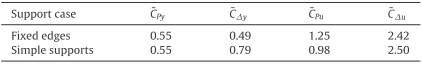 Support case C̃Py C̃Δy C̃Pu C̃Δu
Fixed edges 0.55 0.49 1.25 2.42
Simple supports 0.55 0.79 0.98 2.50